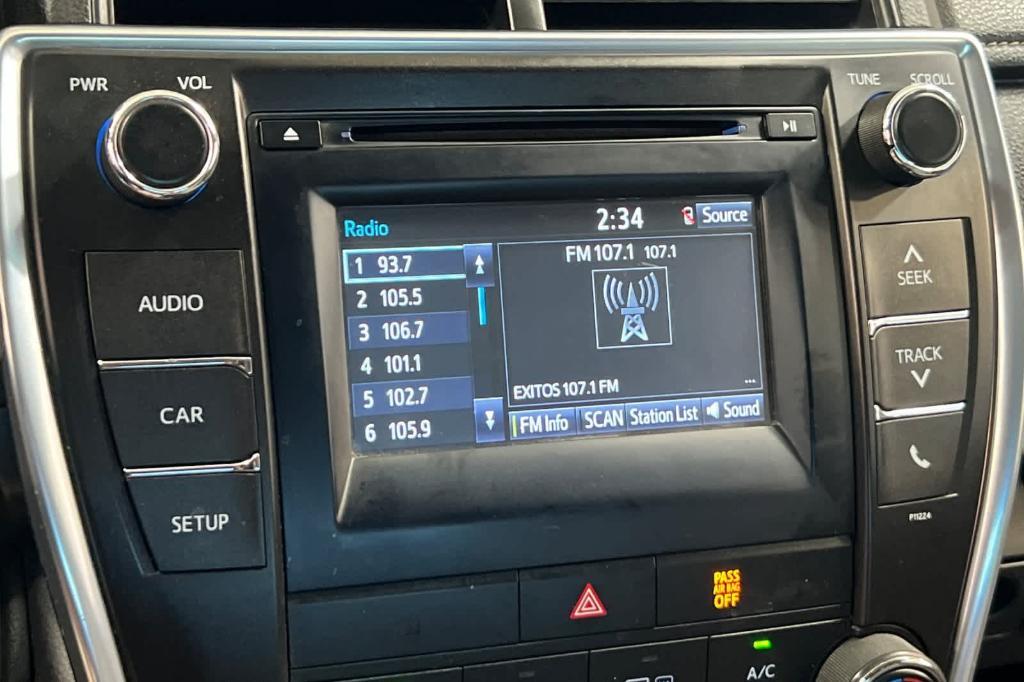 PWR VOL
TUNE SCROLL
Radio 2:34 Source
FM 107.1 107.1
1 93.7
2 105.5
3 106.7
4 101.1
5 102.7
6 105.9
EXITOS 107.1 FM
...
FM Info SCAN Station List Sound
AUDIO
CAR
SETUP
SEEK
TRACK
P11224
PASS
AIR BAG
OFF
A/C